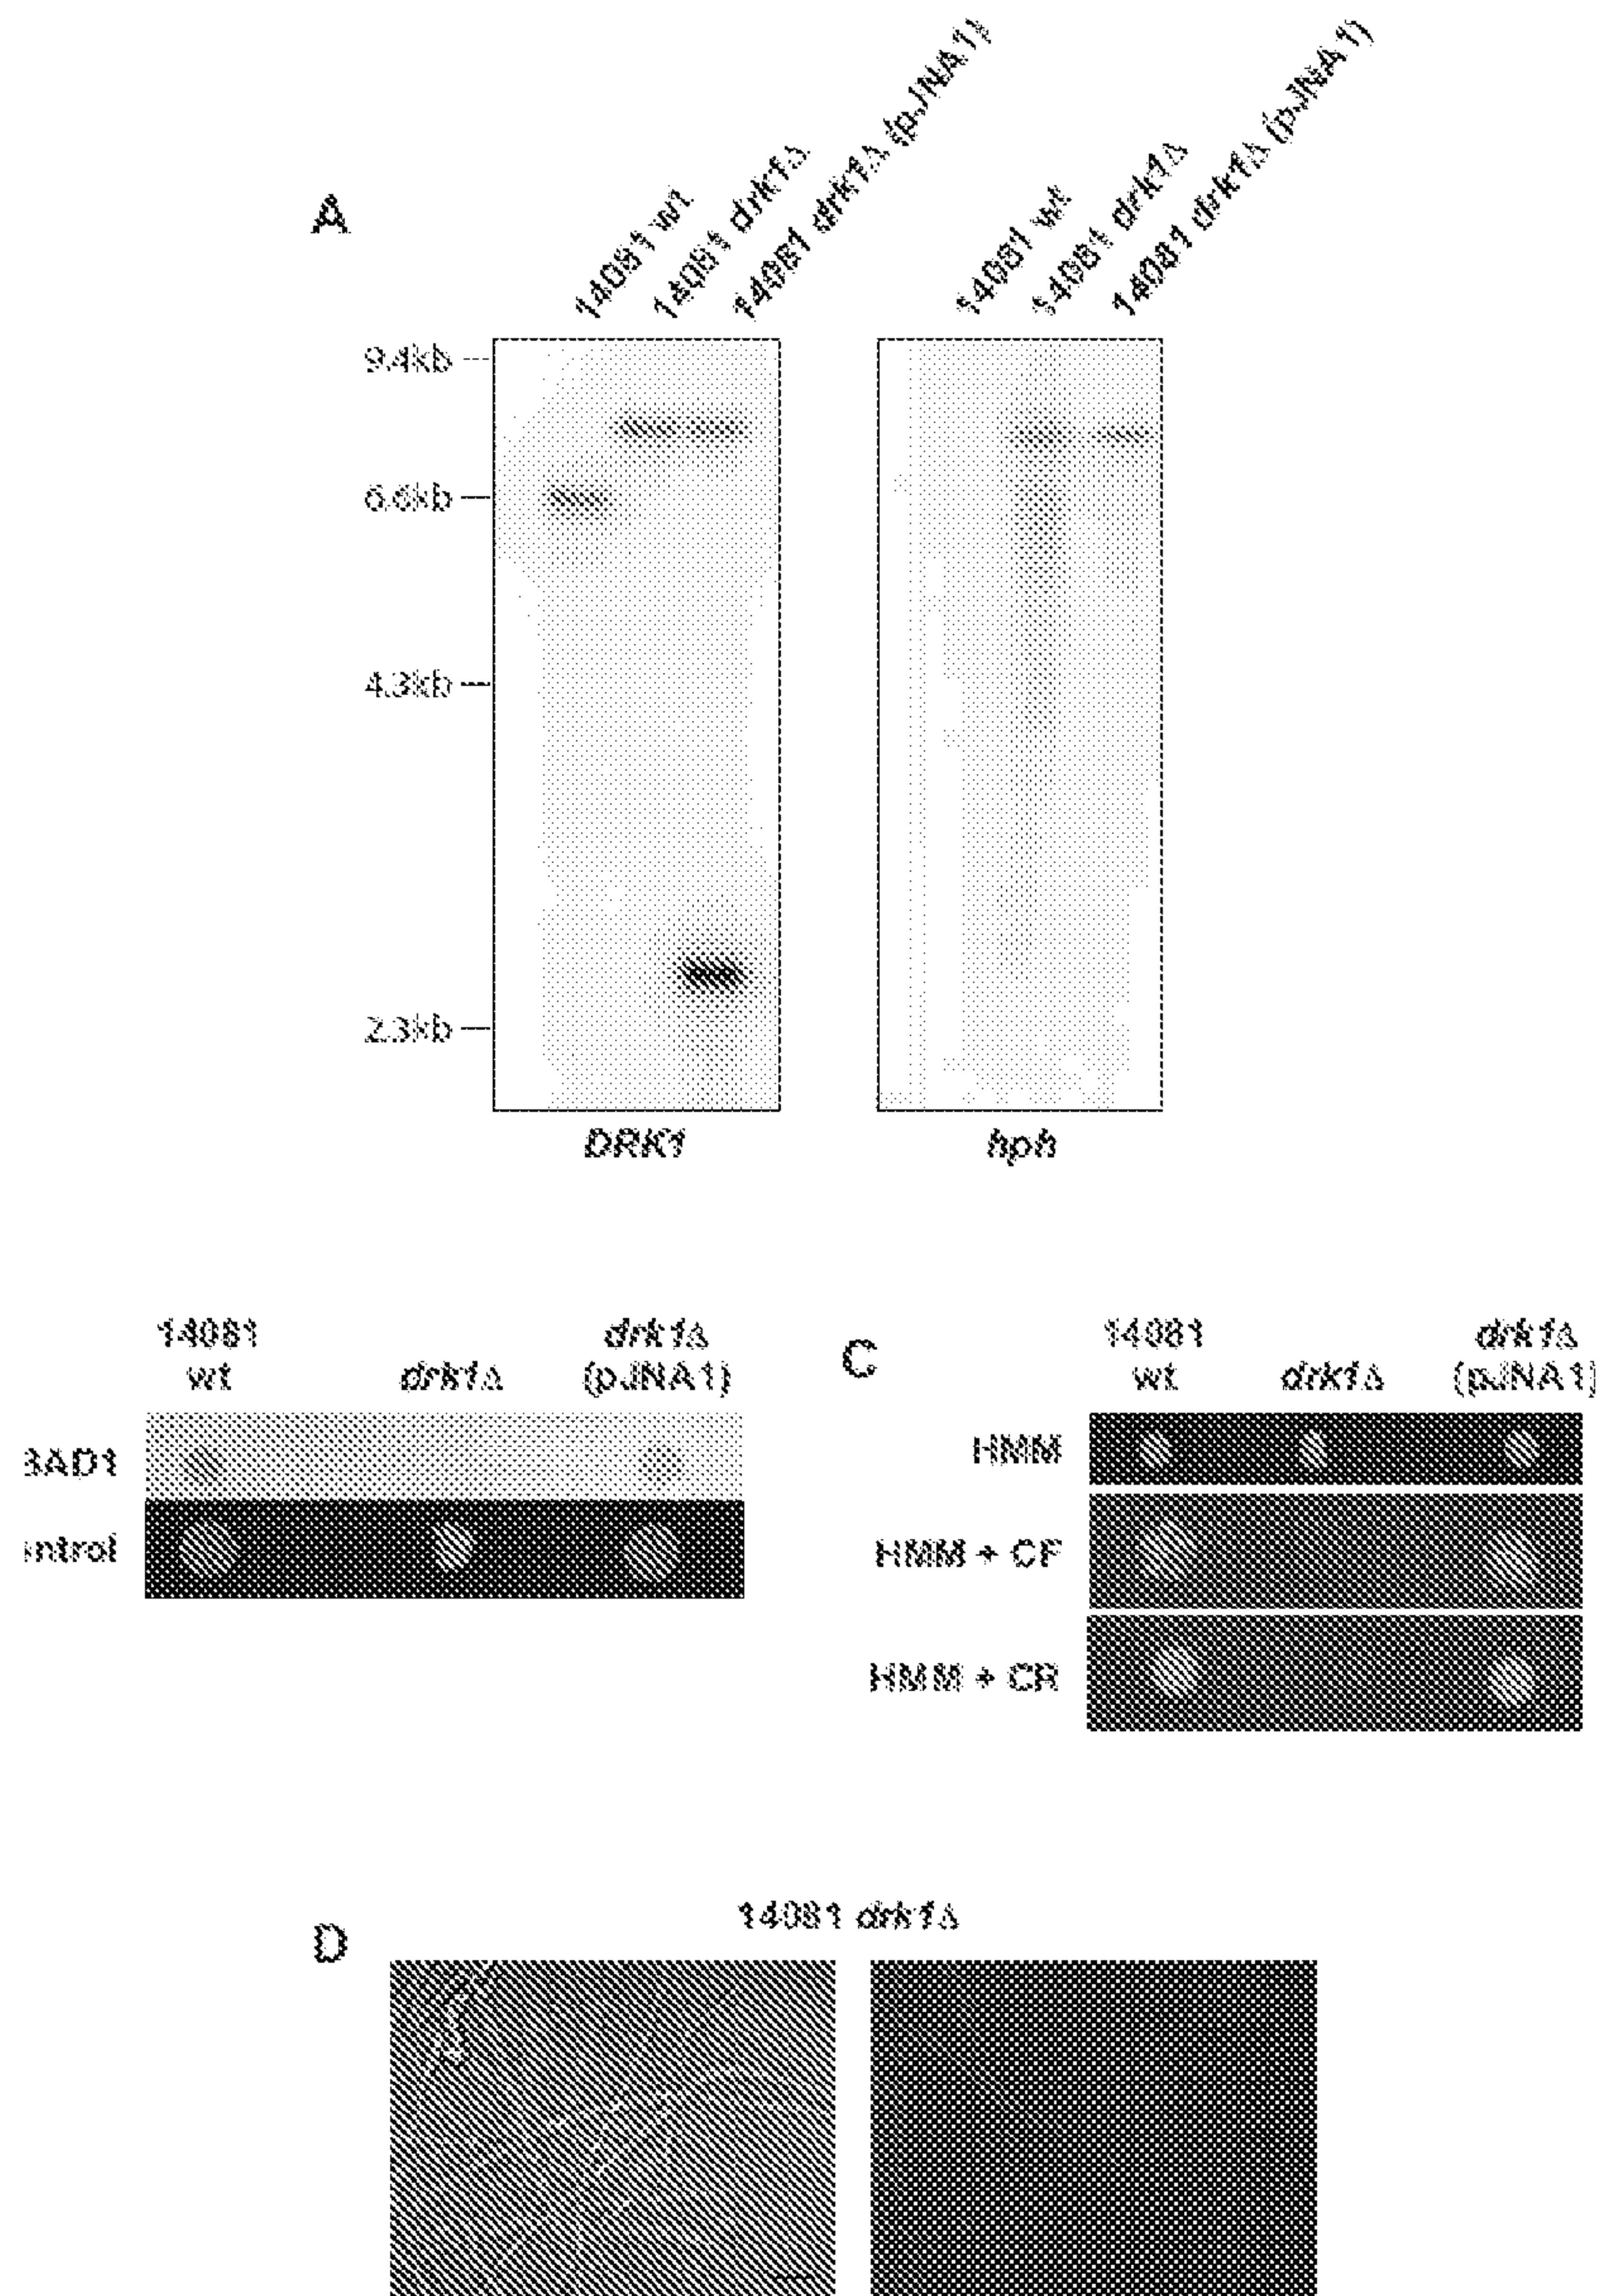 A
14081 wt
14081 drk1Δ
14081 drk1Δ (pJNA1)
14081 wt
14081 drk1Δ
14081 drk1Δ (pJNA1)
9.4kb
6.6kb
4.3kb
2.3kb
DRK1
hph
14081 drk1Δ
wt drk1Δ (pJNA1)
BAD1
ntrol
C
14081 drk1Δ
wt drk1Δ (pJNA1)
HMM
HMM + CF
HMM + CR
D
14081 drk1Δ